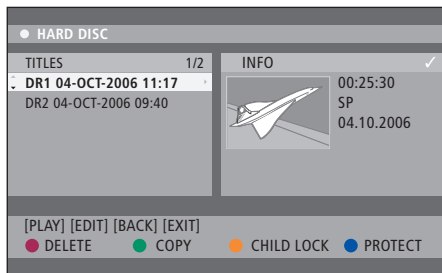 HARD DISC
TITLES 1/2 INFO
DR1 04-OCT-2006 11:17 00:25:30
DR2 04-OCT-2006 09:40 SP
04.10.2006
[PLAY] [EDIT] [BACK] [EXIT]
DELETE COPY CHILD LOCK PROTECT